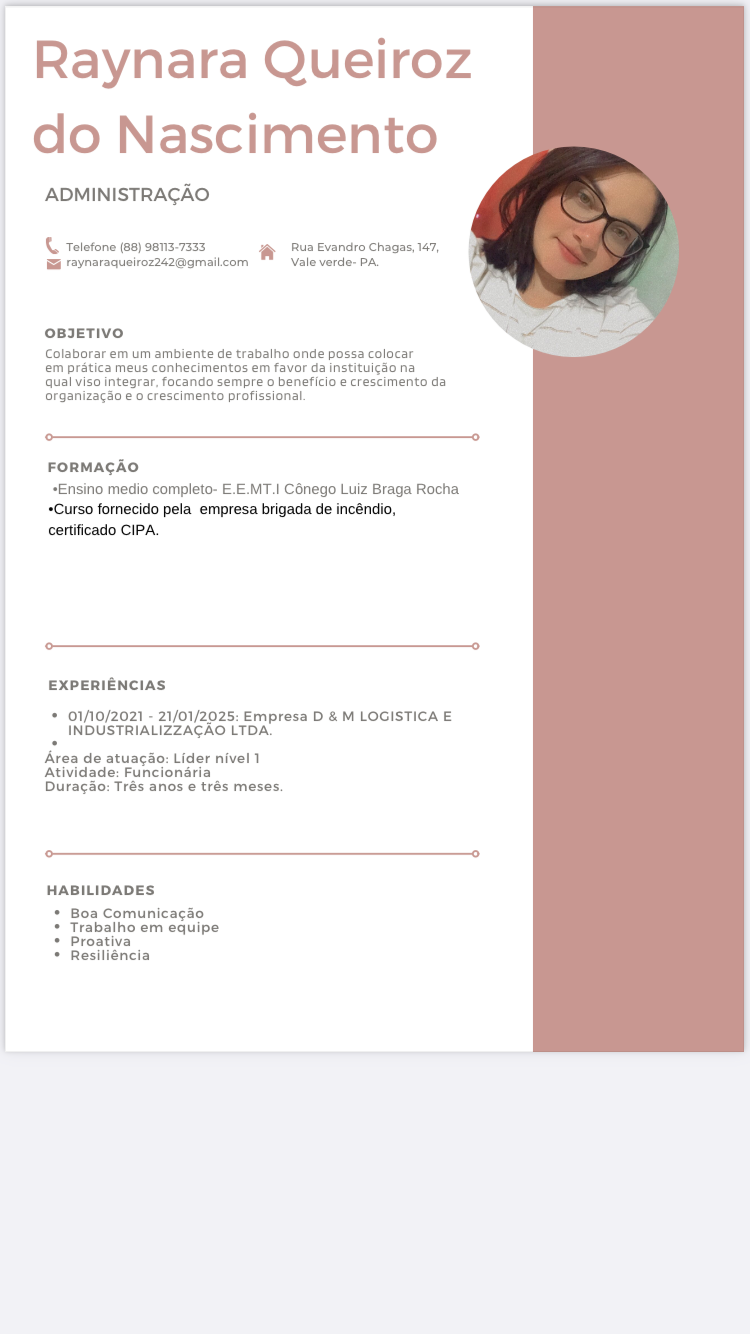 Raynara Queiroz
do Nascimento
ADMINISTRAÇÃO
Telefone (88) 98113-7333
raynaraqueiroz242@gmail.com
Rua Evandro Chagas, 147,
Vale verde- PA.
OBJETIVO
Colaborar em um ambiente de trabalho onde possa colocar
em prática meus conhecimentos em favor da instituição na
qual viso integrar, focando sempre o benefício e crescimento da
organização e o crescimento profissional.
FORMAÇÃO
•Ensino medio completo- E.E.MT.I Cônego Luiz Braga Rocha
•Curso fornecido pela  empresa brigada de incêndio,
certificado CIPA.
EXPERIÊNCIAS
• 01/10/2021 - 21/01/2025: Empresa D & M LOGISTICA E
INDUSTRIALIZZAÇÃO LTDA.
•
Área de atuação: Líder nível 1
Atividade: Funcionária
Duração: Três anos e três meses.
HABILIDADES
• Boa Comunicação
• Trabalho em equipe
• Proativa
• Resiliência